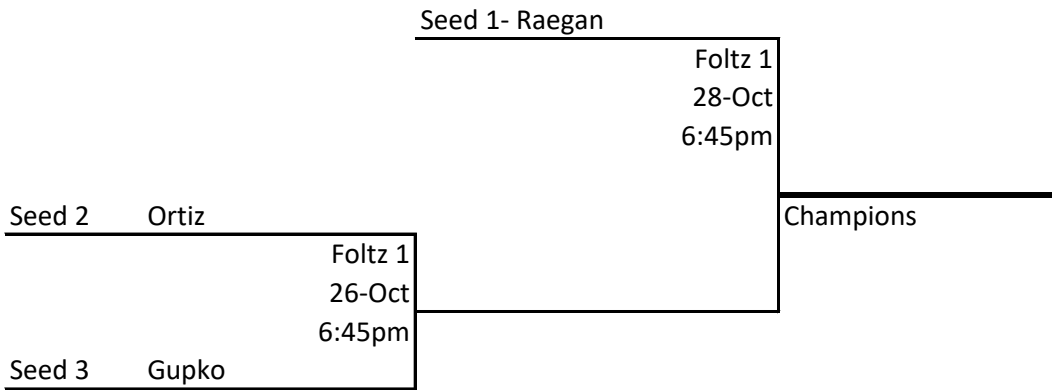 Seed 1- Raegan
Foltz 1
28-Oct
6:45pm
Seed 2 Ortiz
Champions
Foltz 1
26-Oct
6:45pm
Seed 3 Gupko